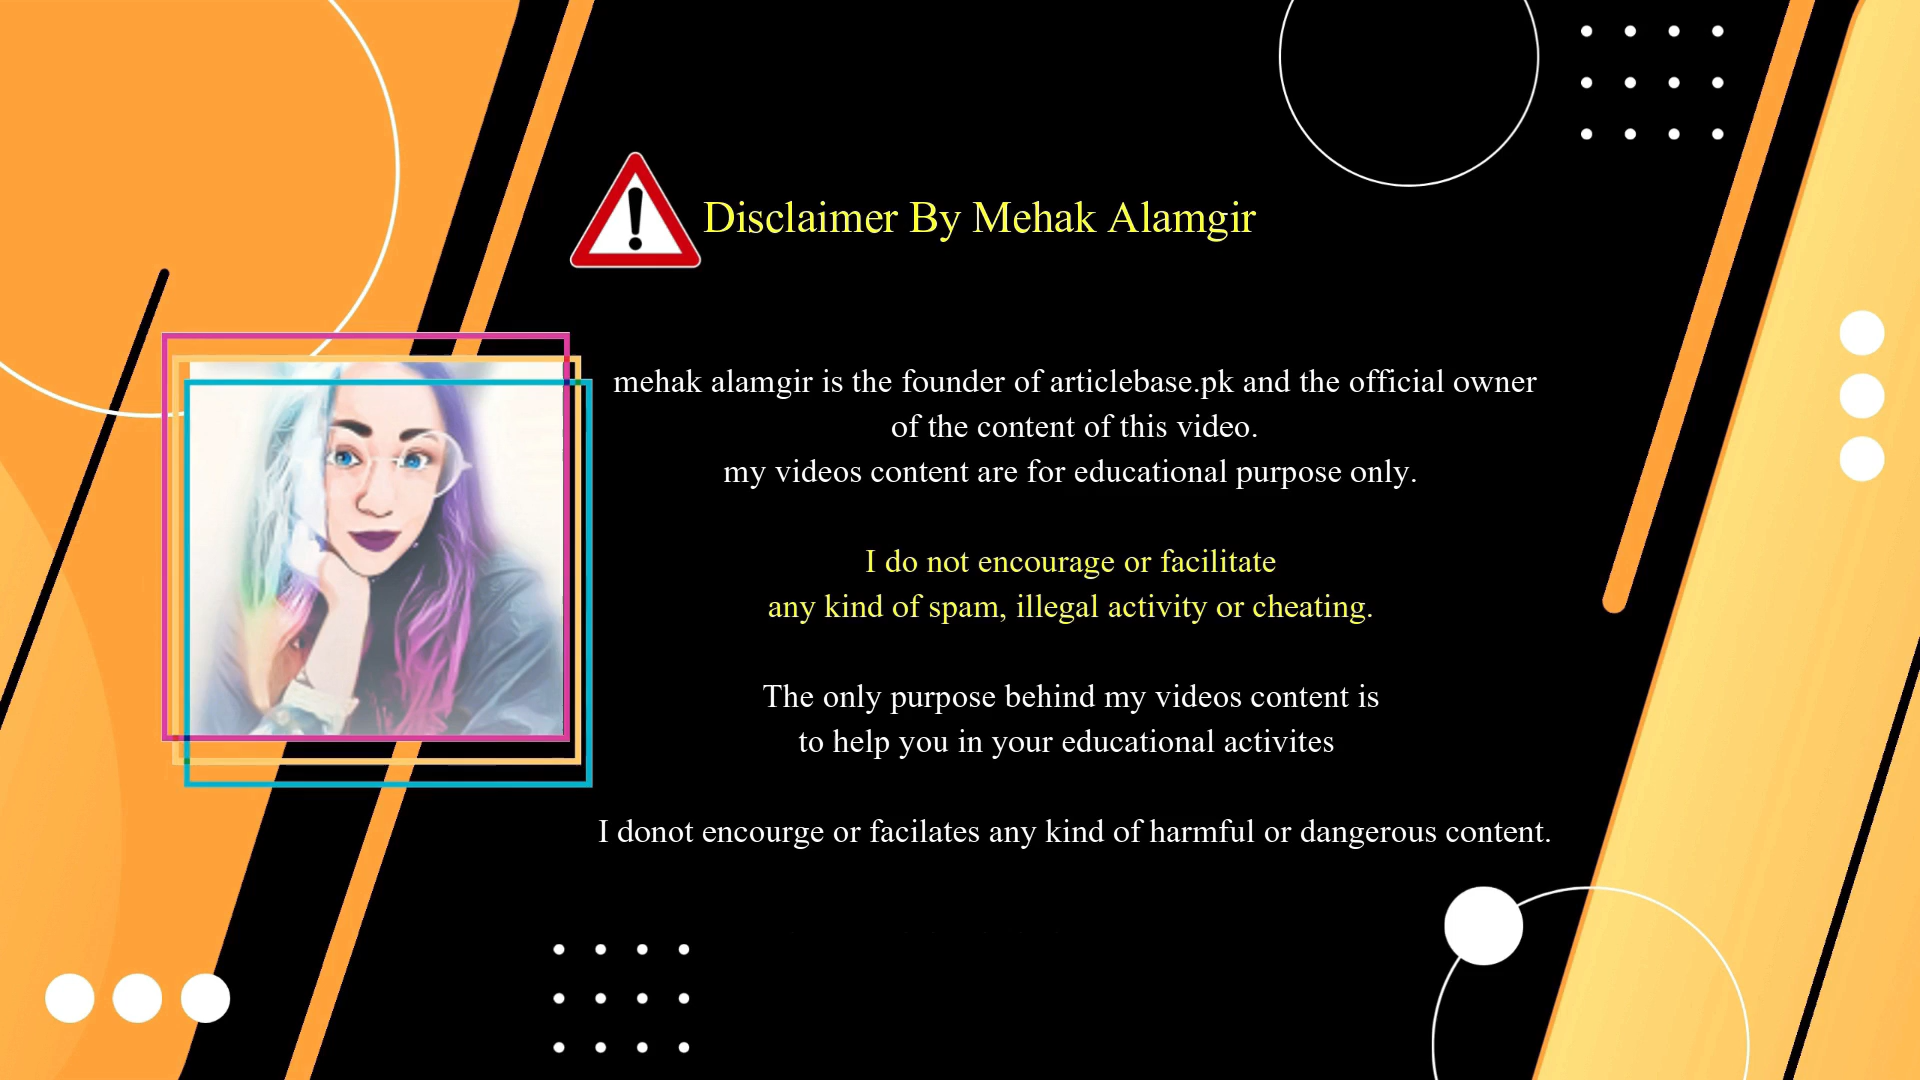 Disclaimer By Mehak Alamgir
mehak alamgir is the founder of articlebase.pk and the official owner
of the content of this video.
my videos content are for educational purpose only.
I do not encourage or facilitate
any kind of spam, illegal activity or cheating.
The only purpose behind my videos content is
to help you in your educational activites
I donot encourge or facilates any kind of harmful or dangerous content.